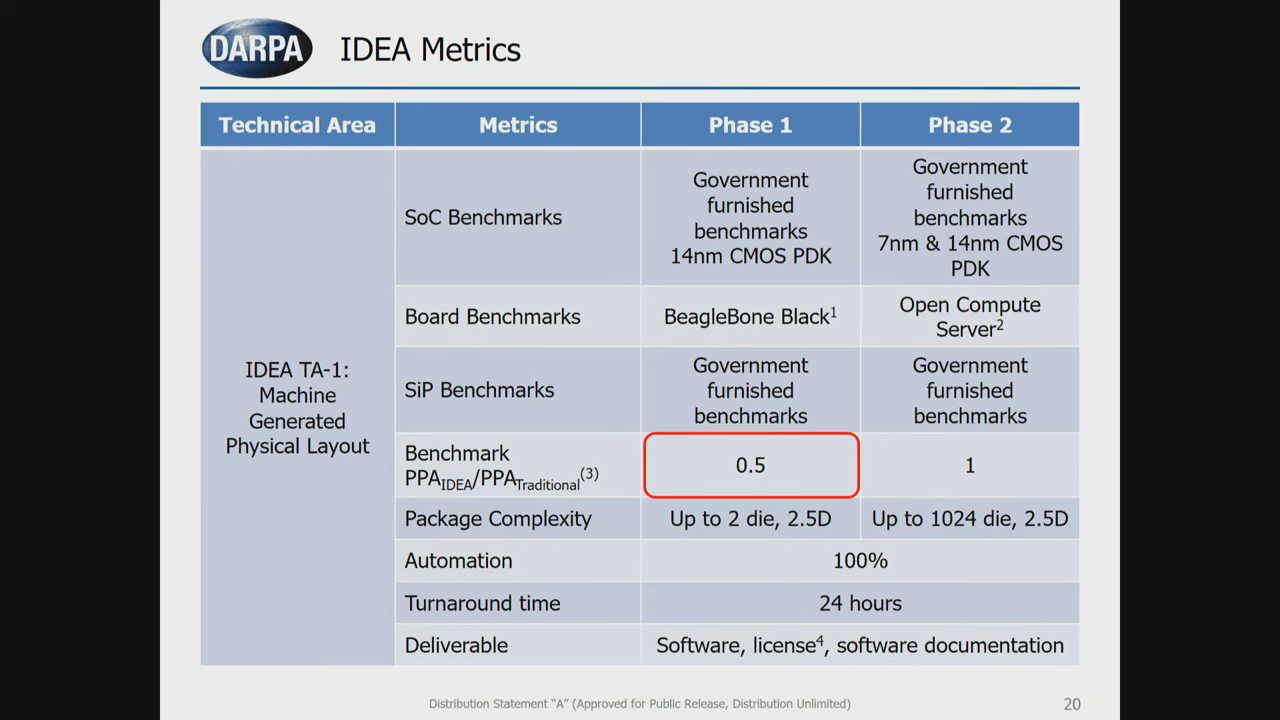 DARPA
IDEA Metrics
Technical Area
Metrics
Phase 1
Phase 2
IDEA TA-1:
Machine
Generated
Physical Layout
SoC Benchmarks
Government
furnished
benchmarks
14nm CMOS PDK
Government
furnished
benchmarks
7nm & 14nm CMOS
PDK
Board Benchmarks
BeagleBone Black¹
Open Compute
Server²
SiP Benchmarks
Government
furnished
benchmarks
Government
furnished
benchmarks
Benchmark
PPAIDEA/PPATraditional(3)
0.5
1
Package Complexity
Up to 2 die, 2.5D
Up to 1024 die, 2.5D
Automation
100%
Turnaround time
24 hours
Deliverable
Software, license⁴, software documentation
Distribution Statement “A” (Approved for Public Release, Distribution Unlimited)
20